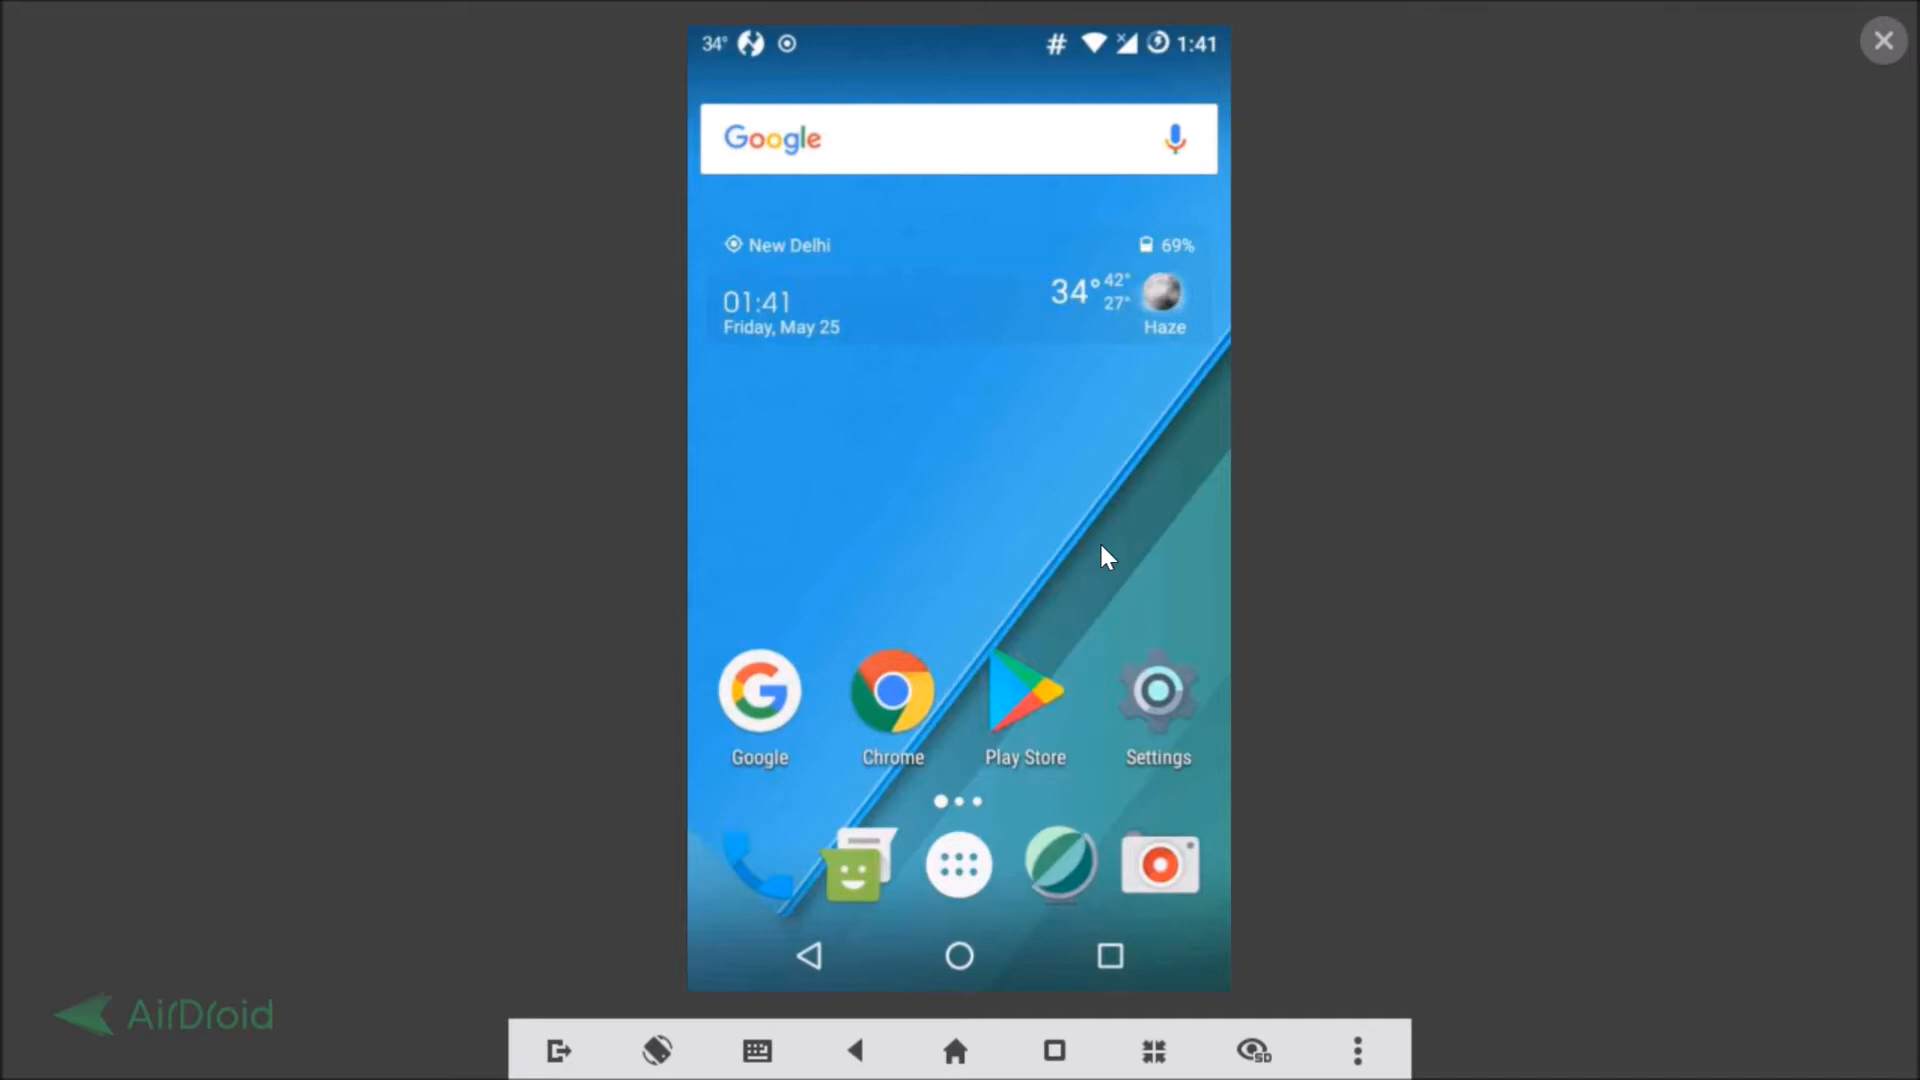 34° # 1:41
Google
New Delhi 69%
01:41 34° 42° 27°
Friday, May 25 Haze
Google Chrome Play Store Settings
AirDroid
SD